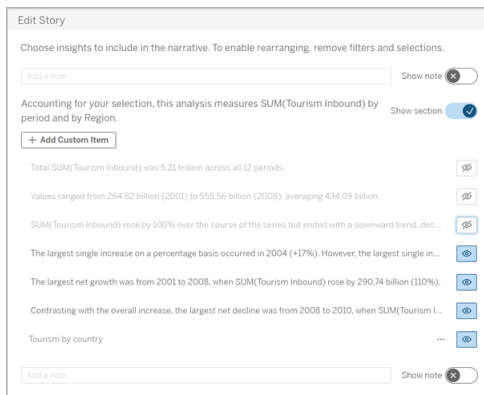 Edit Story
Choose insights to include in the narrative. To enable rearranging, remove filters and selections.
Add a note
Show note
Accounting for your selection, this analysis measures SUM(Tourism Inbound) by
period and by Region.
Show section
+ Add Custom Item
Total SUM(Tourism Inbound) was 5.21 trillion across all 12 periods.
Values ranged from 264.82 billion (2001) to 555.56 billion (2008), averaging 434.09 billion.
SUM(Tourism Inbound) rose by 100% over the course of the series but ended with a downward trend, dec...
The largest single increase on a percentage basis occurred in 2004 (+17%). However, the largest single in...
The largest net growth was from 2001 to 2008, when SUM(Tourism Inbound) rose by 290.74 billion (110%).
Contrasting with the overall increase, the largest net decline was from 2008 to 2010, when SUM(Tourism I...
Tourism by country
...
Add a note
Show note